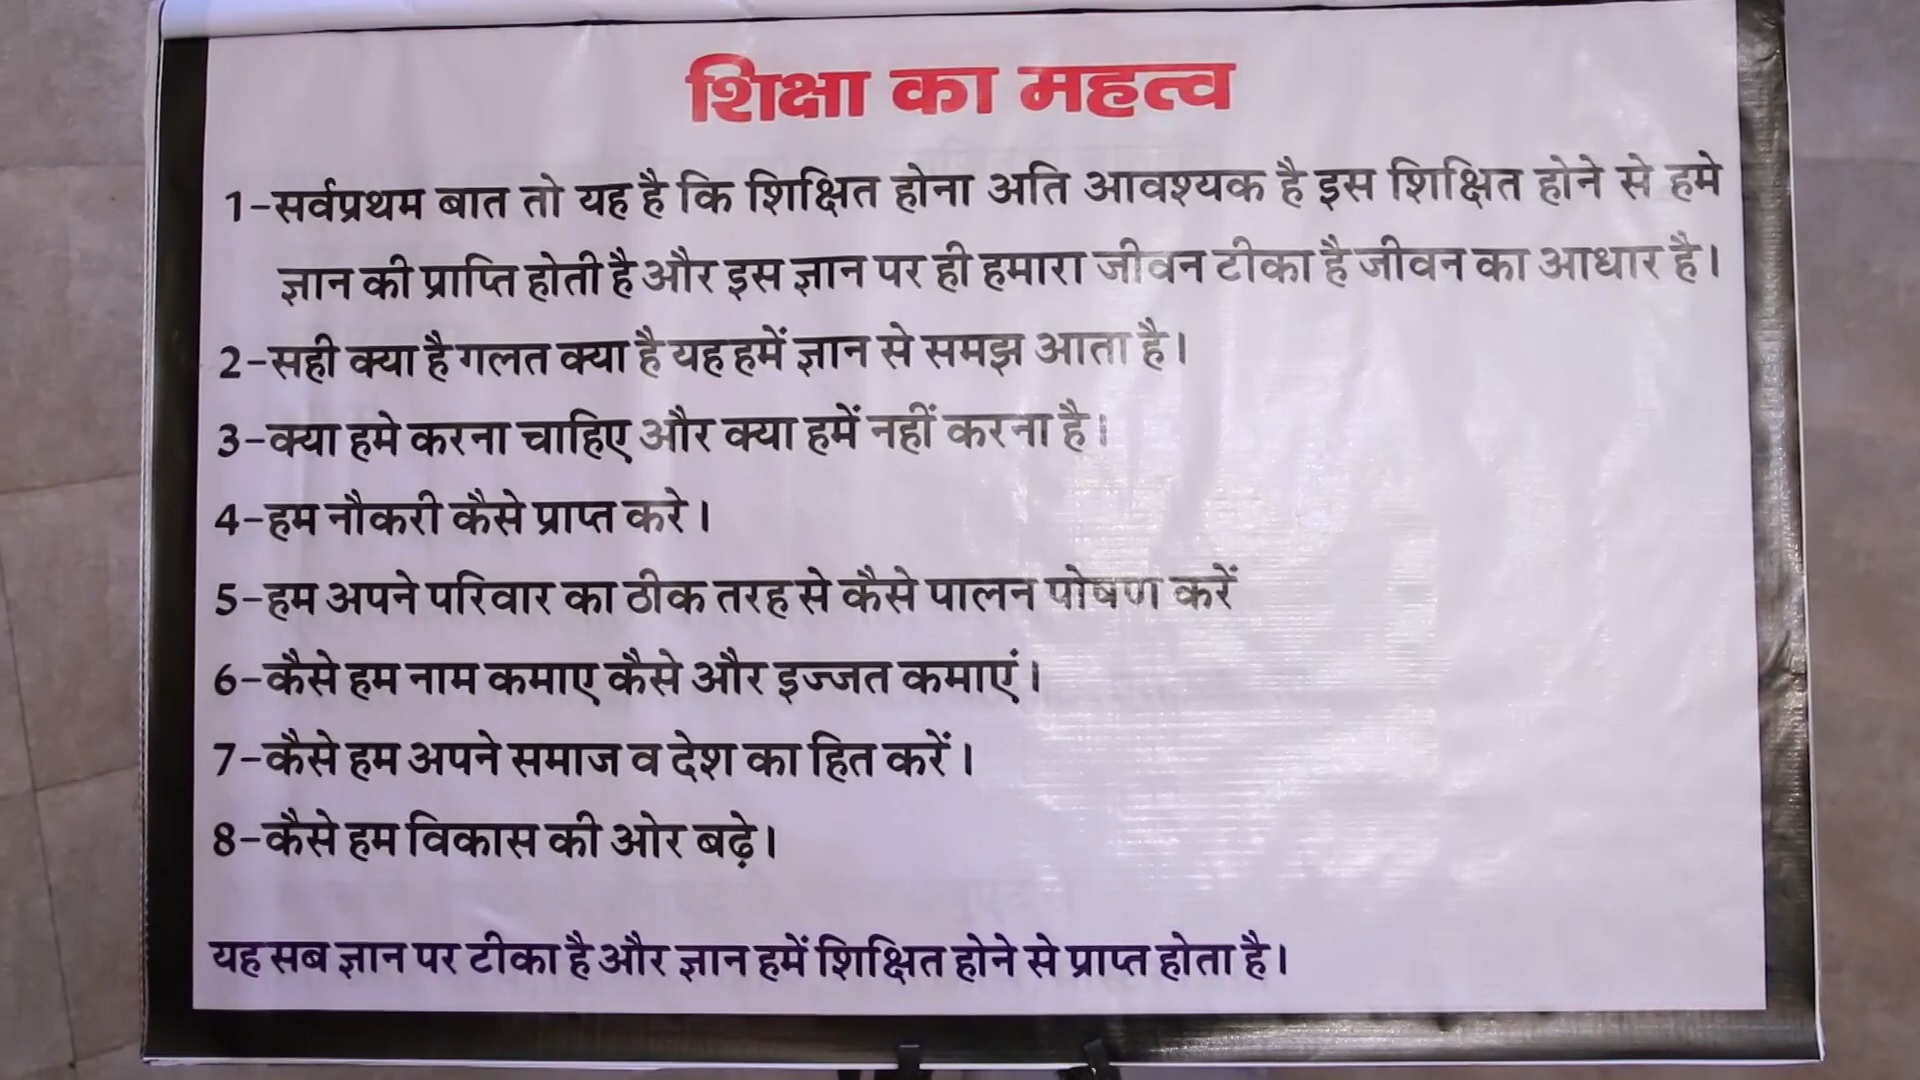 शिक्षा का महत्व
1-सर्वप्रथम बात तो यह है कि शिक्षित होना अति आवश्यक है इस शिक्षित होने से हमे
ज्ञान की प्राप्ति होती है और इस ज्ञान पर ही हमारा जीवन टीका है जीवन का आधार है।
2-सही क्या है गलत क्या है यह हमें ज्ञान से समझ आता है।
3-क्या हमे करना चाहिए और क्या हमें नहीं करना है।
4-हम नौकरी कैसे प्राप्त करे।
5-हम अपने परिवार का ठीक तरह से कैसे पालन पोषण करें
6-कैसे हम नाम कमाए कैसे और इज्जत कमाएं।
7-कैसे हम अपने समाज व देश का हित करें।
8-कैसे हम विकास की ओर बढ़े।
यह सब ज्ञान पर टीका है और ज्ञान हमें शिक्षित होने से प्राप्त होता है।